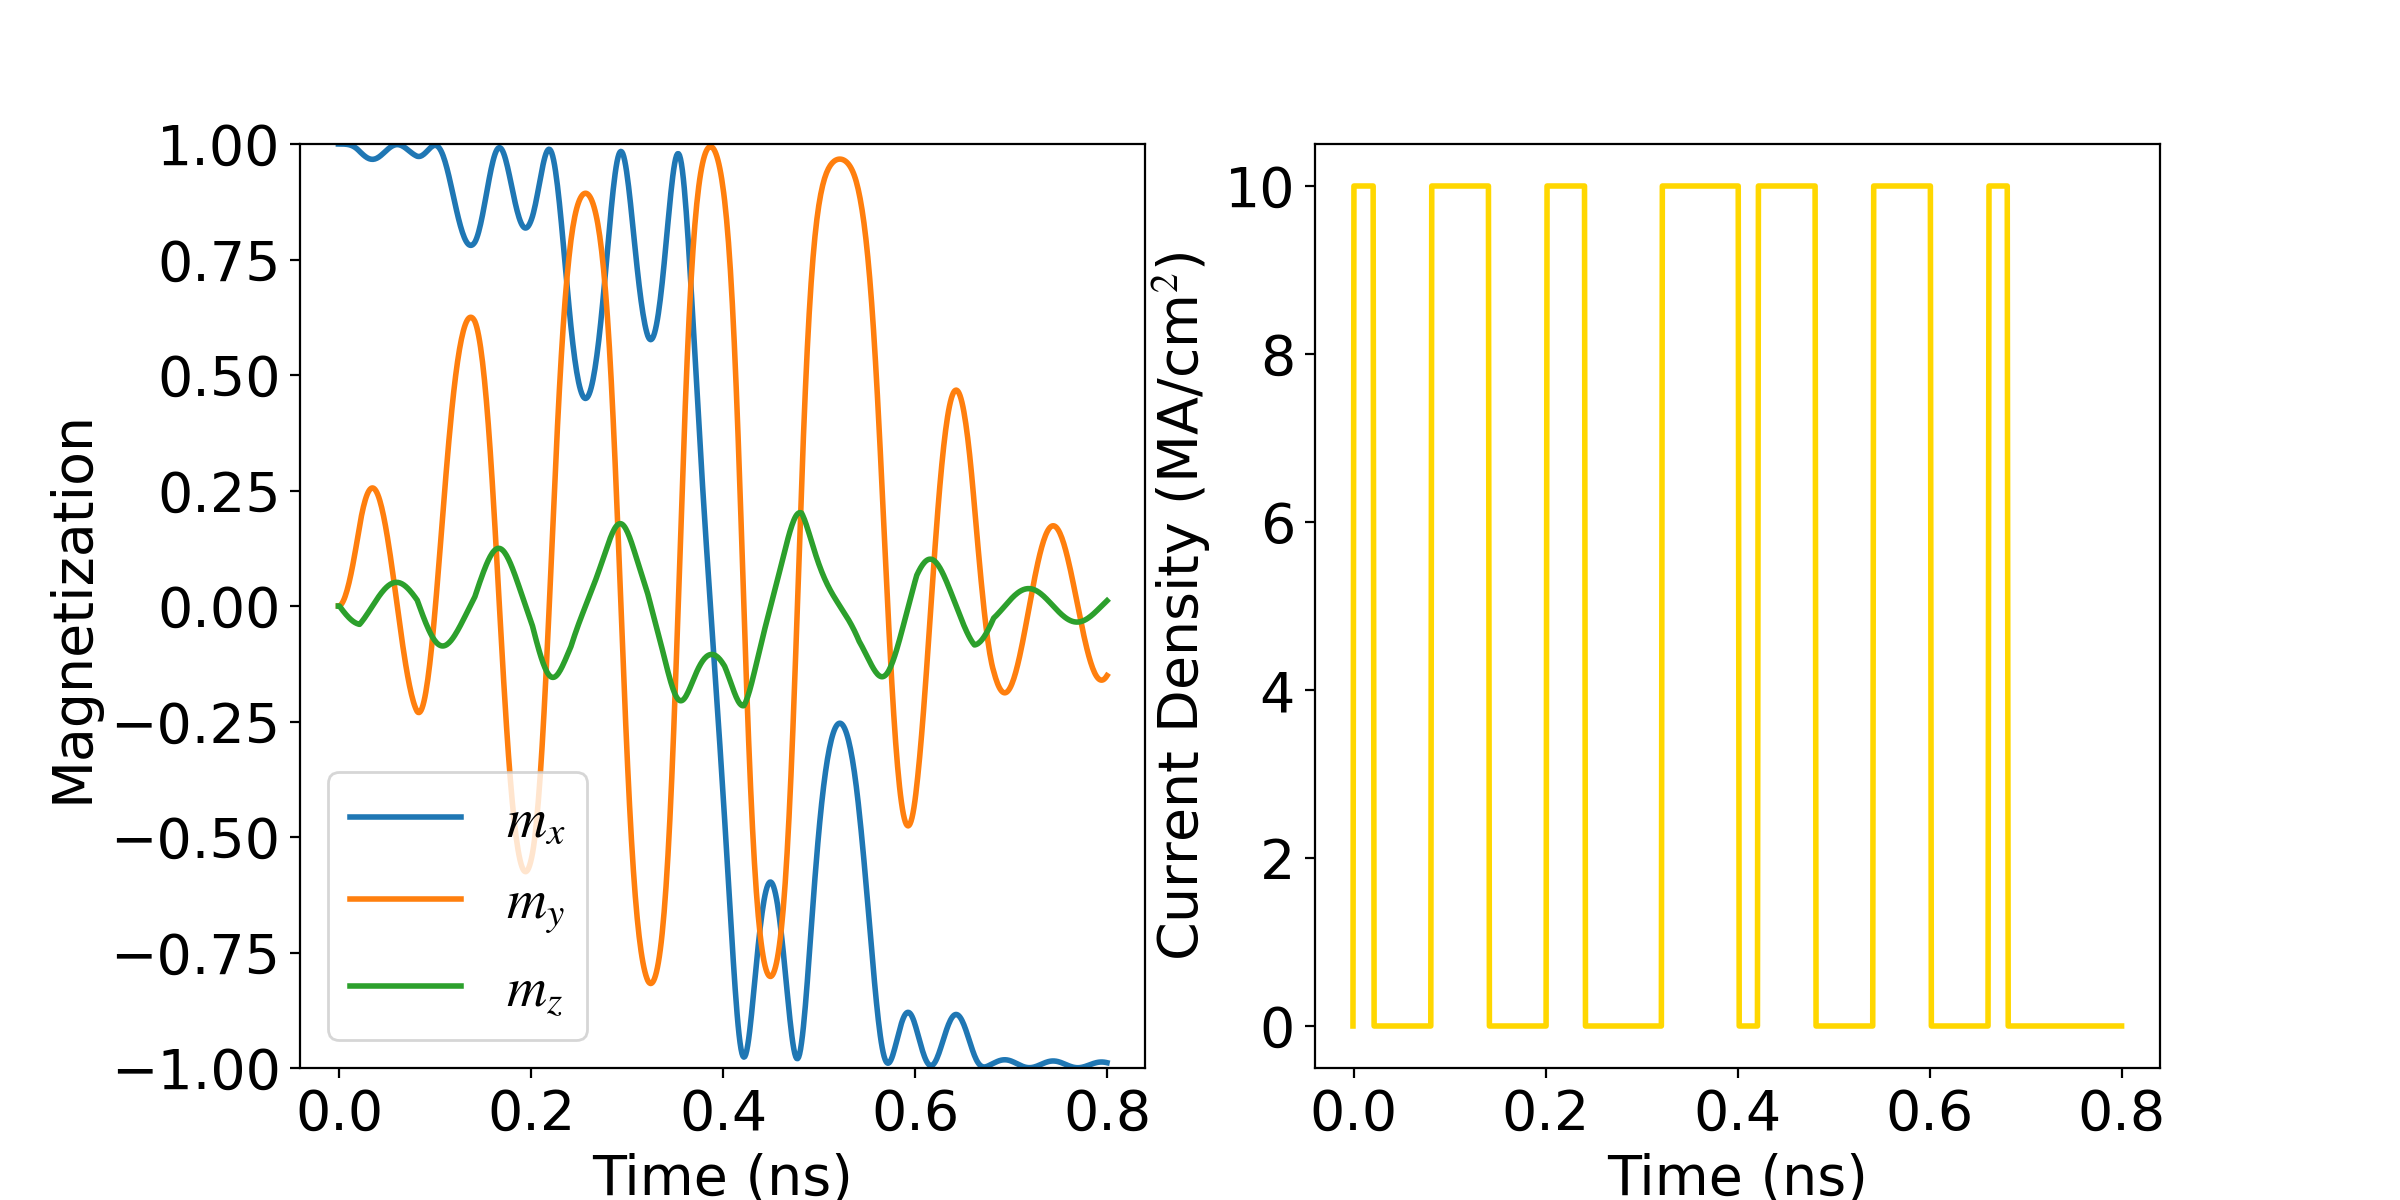 Magnetization
1.00
0.75
0.50
0.25
0.00
−0.25
−0.50
−0.75
−1.00
m_x
m_y
m_z
0.0 0.2 0.4 0.6 0.8
Time (ns)
Current Density (MA/cm²)
10
8
6
4
2
0
0.0 0.2 0.4 0.6 0.8
Time (ns)